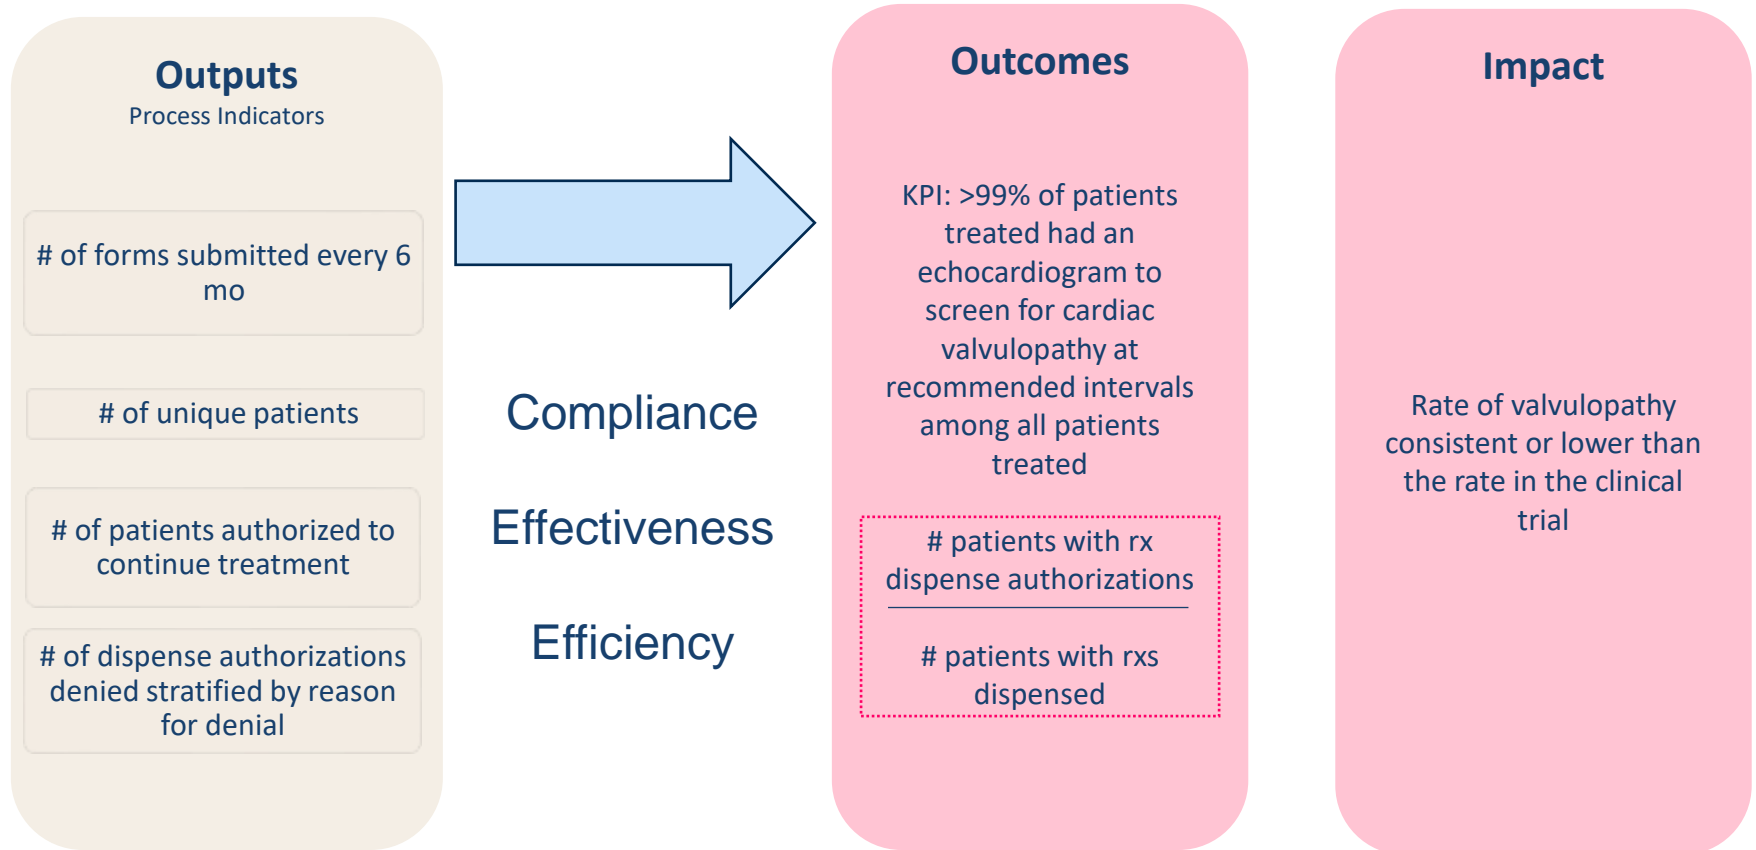 Outputs
Process Indicators
# of forms submitted every 6
mo
# of unique patients
# of patients authorized to
continue treatment
# of dispense authorizations
denied stratified by reason
for denial
Compliance
Effectiveness
Efficiency
Outcomes
KPI: >99% of patients
treated had an
echocardiogram to
screen for cardiac
valvulopathy at
recommended intervals
among all patients
treated
# patients with rx
dispense authorizations
# patients with rxs
dispensed
Impact
Rate of valvulopathy
consistent or lower than
the rate in the clinical
trial